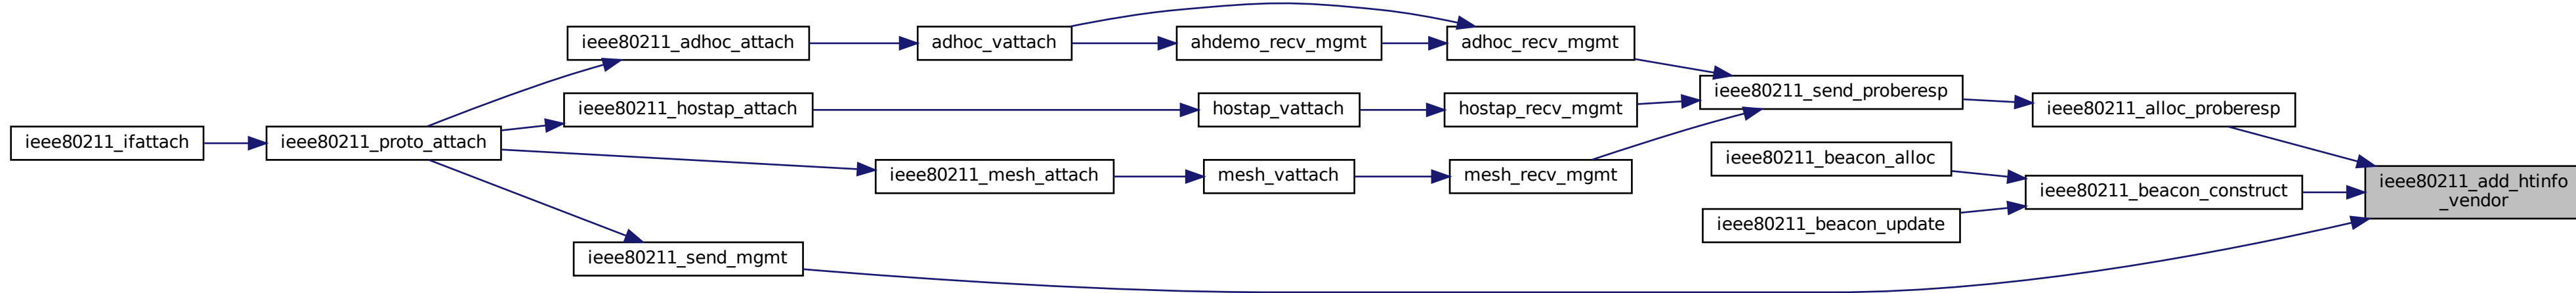 ieee80211_adhoc_attach
adhoc_vattach
ahdemo_recv_mgmt
adhoc_recv_mgmt
ieee80211_send_proberesp
ieee80211_hostap_attach
hostap_vattach
hostap_recv_mgmt
ieee80211_alloc_proberesp
ieee80211_ifattach
ieee80211_proto_attach
ieee80211_beacon_alloc
ieee80211_mesh_attach
mesh_vattach
mesh_recv_mgmt
ieee80211_beacon_construct
ieee80211_add_htinfo
_vendor
ieee80211_beacon_update
ieee80211_send_mgmt